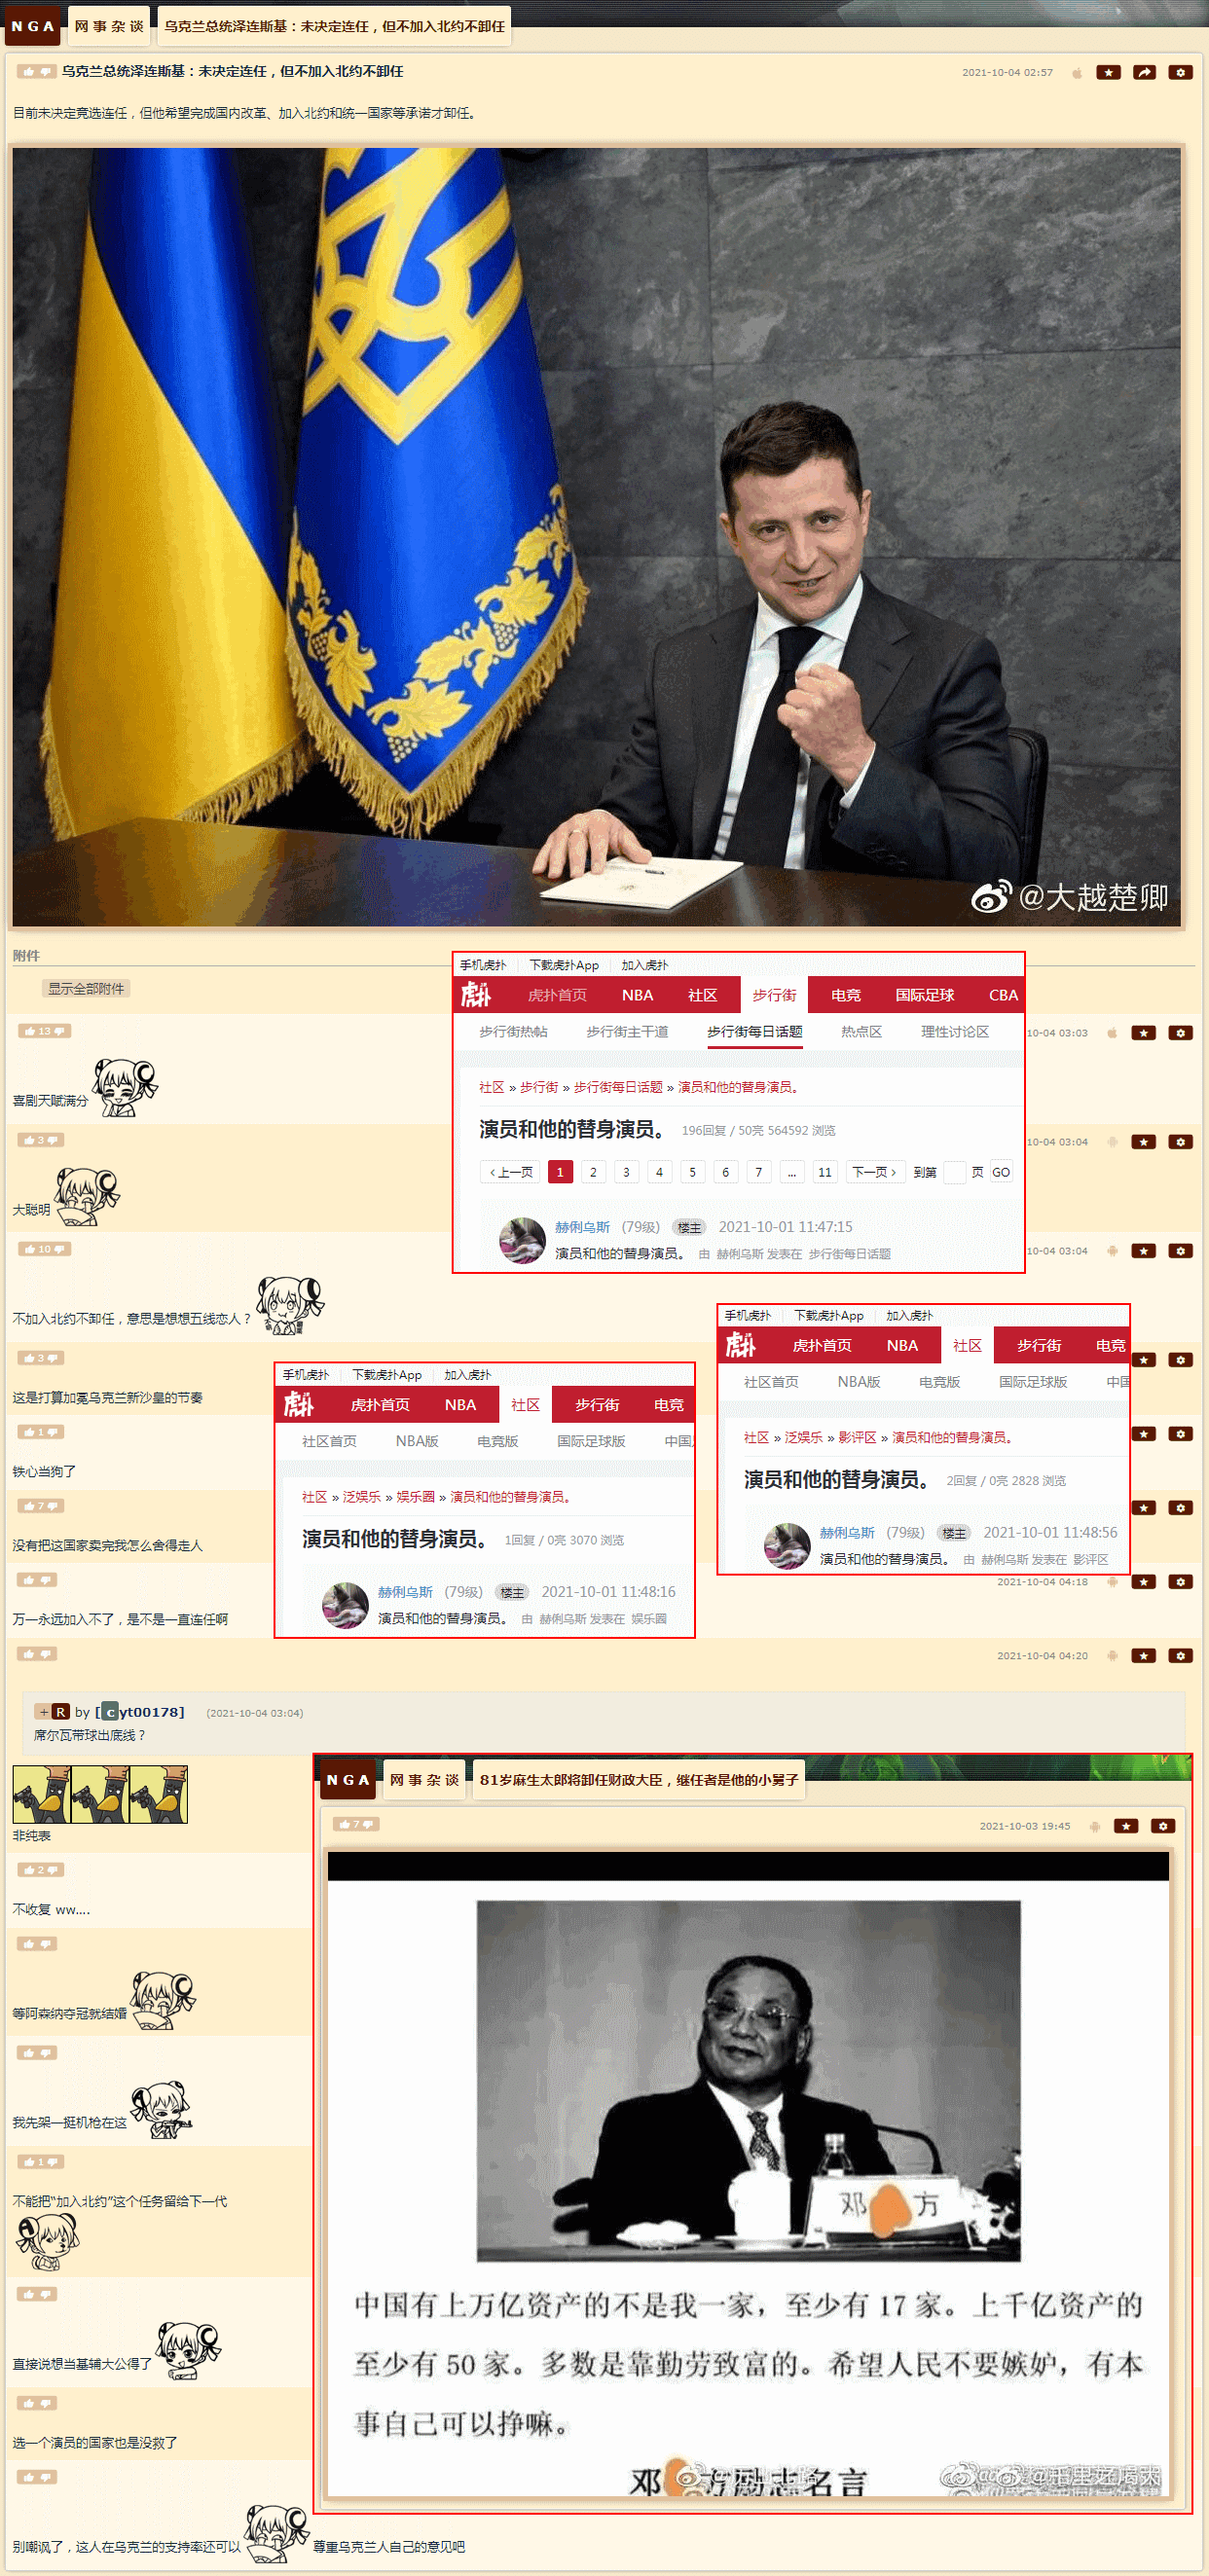 NGA 网事杂谈 乌克兰总统泽连斯基：未决定连任，但不加入北约不卸任
乌克兰总统泽连斯基：未决定连任，但不加入北约不卸任 2021-10-04 02:57
目前未决定竞选连任，但他希望完成国内改革、加入北约和统一国家等承诺才卸任。
@大越楚卿
附件
显示全部附件
手机虎扑 下载虎扑App 加入虎扑
虎扑 虎扑首页 NBA 社区 步行街 电竞 国际足球 CBA
步行街热帖 步行街主干道 步行街每日话题 热点区 理性讨论区
社区 » 步行街 » 步行街每日话题 » 演员和他的替身演员。
演员和他的替身演员。 196回复 / 50亮 564592 浏览
‹ 上一页 1 2 3 4 5 6 7 ... 11 下一页 › 到第 页 GO
赫俐乌斯 (79级) 楼主 2021-10-01 11:47:15
演员和他的替身演员。 由 赫俐乌斯 发表在 步行街每日话题
13 10-04 03:03
喜剧天赋满分
3 10-04 03:04
大聪明
10 10-04 03:04
不加入北约不卸任，意思是想想五线恋人？
3
这是打算加冕乌克兰新沙皇的节奏
1
铁心当狗了
7
没有把这国家卖完我怎么舍得走人
手机虎扑 下载虎扑App 加入虎扑
虎扑 虎扑首页 NBA 社区 步行街 电竞
社区首页 NBA版 电竞版 国际足球版 中国
社区 » 泛娱乐 » 影评区 » 演员和他的替身演员。
演员和他的替身演员。 2回复 / 0亮 2828 浏览
赫俐乌斯 (79级) 楼主 2021-10-01 11:48:56
演员和他的替身演员。 由 赫俐乌斯 发表在 影评区
手机虎扑 下载虎扑App 加入虎扑
虎扑 虎扑首页 NBA 社区 步行街 电竞
社区首页 NBA版 电竞版 国际足球版 中国
社区 » 泛娱乐 » 娱乐圈 » 演员和他的替身演员。
演员和他的替身演员。 1回复 / 0亮 3070 浏览
赫俐乌斯 (79级) 楼主 2021-10-01 11:48:16
演员和他的替身演员。 由 赫俐乌斯 发表在 娱乐圈
2021-10-04 04:18
万一永远加入不了，是不是一直连任啊
2021-10-04 04:20
+ R by [cyt00178] (2021-10-04 03:04)
席尔瓦带球出底线？
非纯表
2
不收复 ww....
等阿森纳夺冠就结婚
我先架一挺机枪在这
1
不能把“加入北约”这个任务留给下一代
直接说想当基辅大公得了
选一个演员的国家也是没救了
别嘲讽了，这人在乌克兰的支持率还可以 尊重乌克兰人自己的意见吧
NGA 网事杂谈 81岁麻生太郎将卸任财政大臣，继任者是他的小舅子
7 2021-10-03 19:45
邓 方
中国有上万亿资产的不是我一家，至少有17家。上千亿资产的
至少有50家。多数是靠勤劳致富的。希望人民不要嫉妒，有本
事自己可以挣嘛。
邓 励志名言